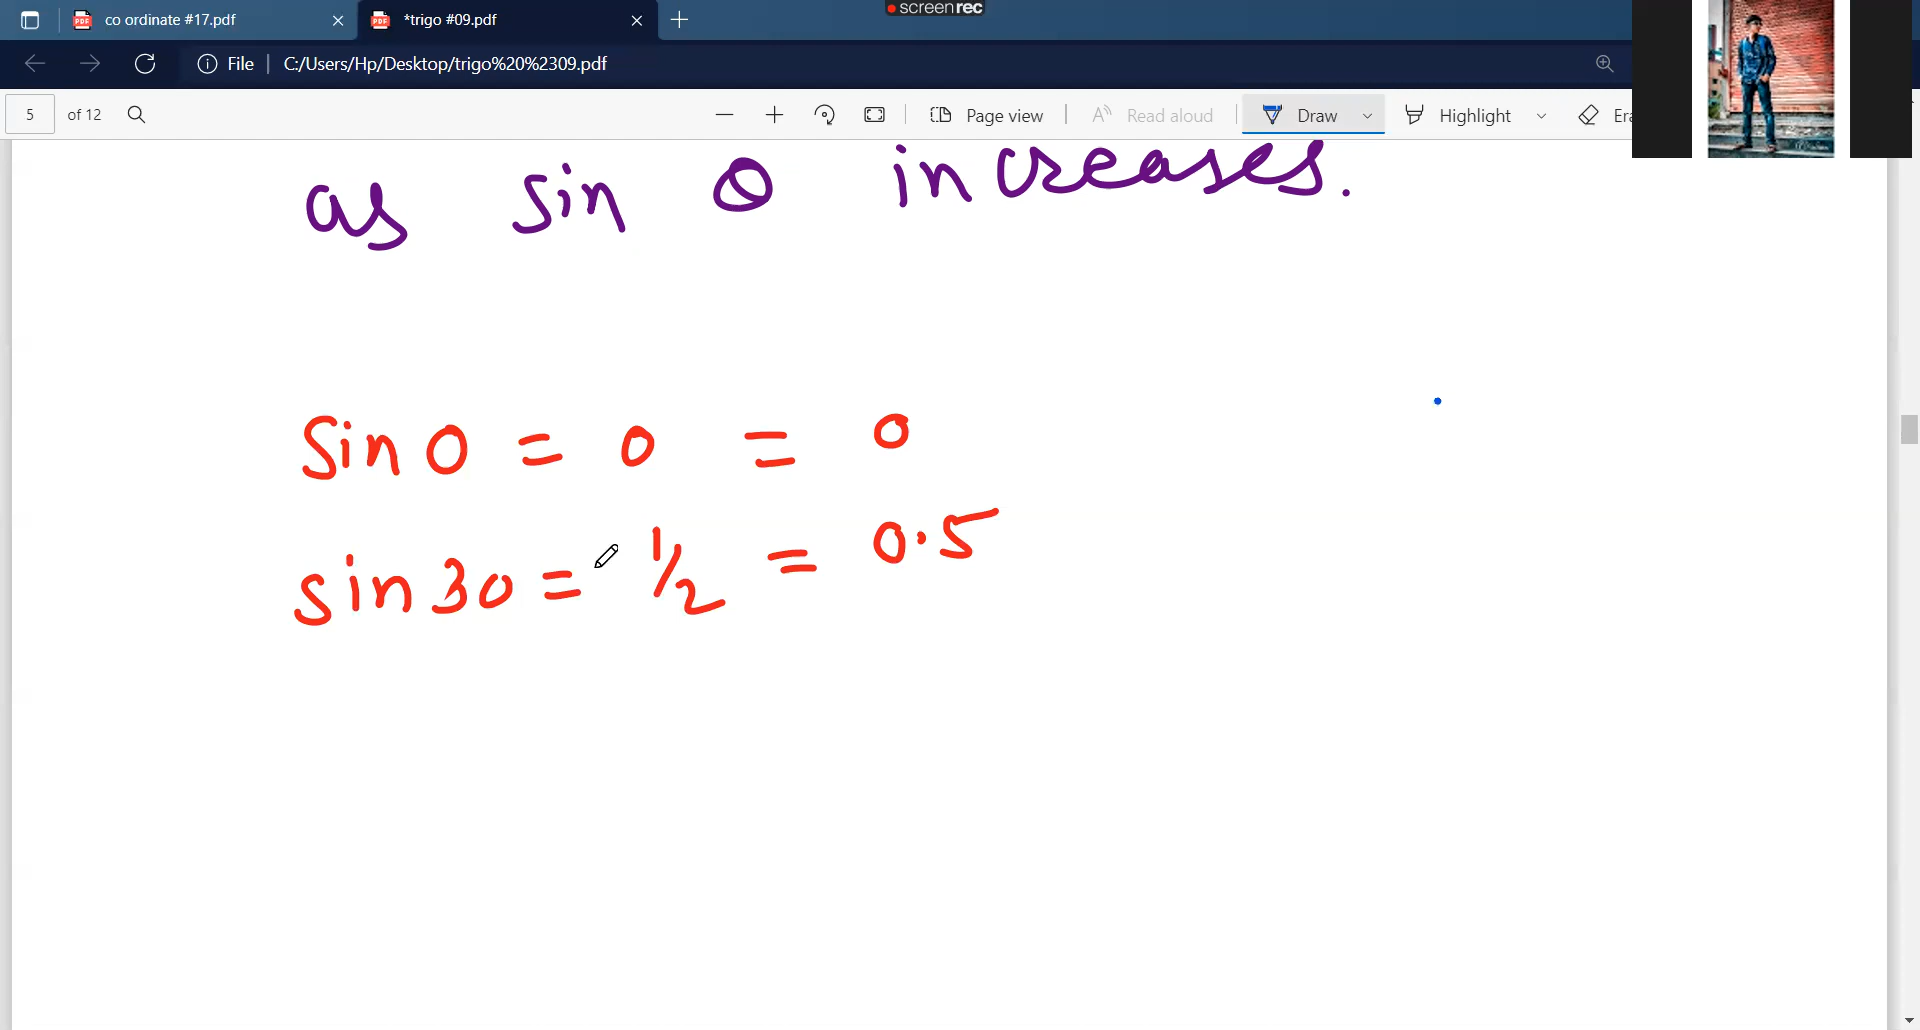 co ordinate #17.pdf
*trigo #09.pdf
screenrec
File
C:/Users/Hp/Desktop/trigo%20%2309.pdf
5 of 12
Page view
Read aloud
Draw
Highlight
Era
as sin θ increases.
Sin 0 = 0 = 0
sin 30 = 1/2 = 0.5